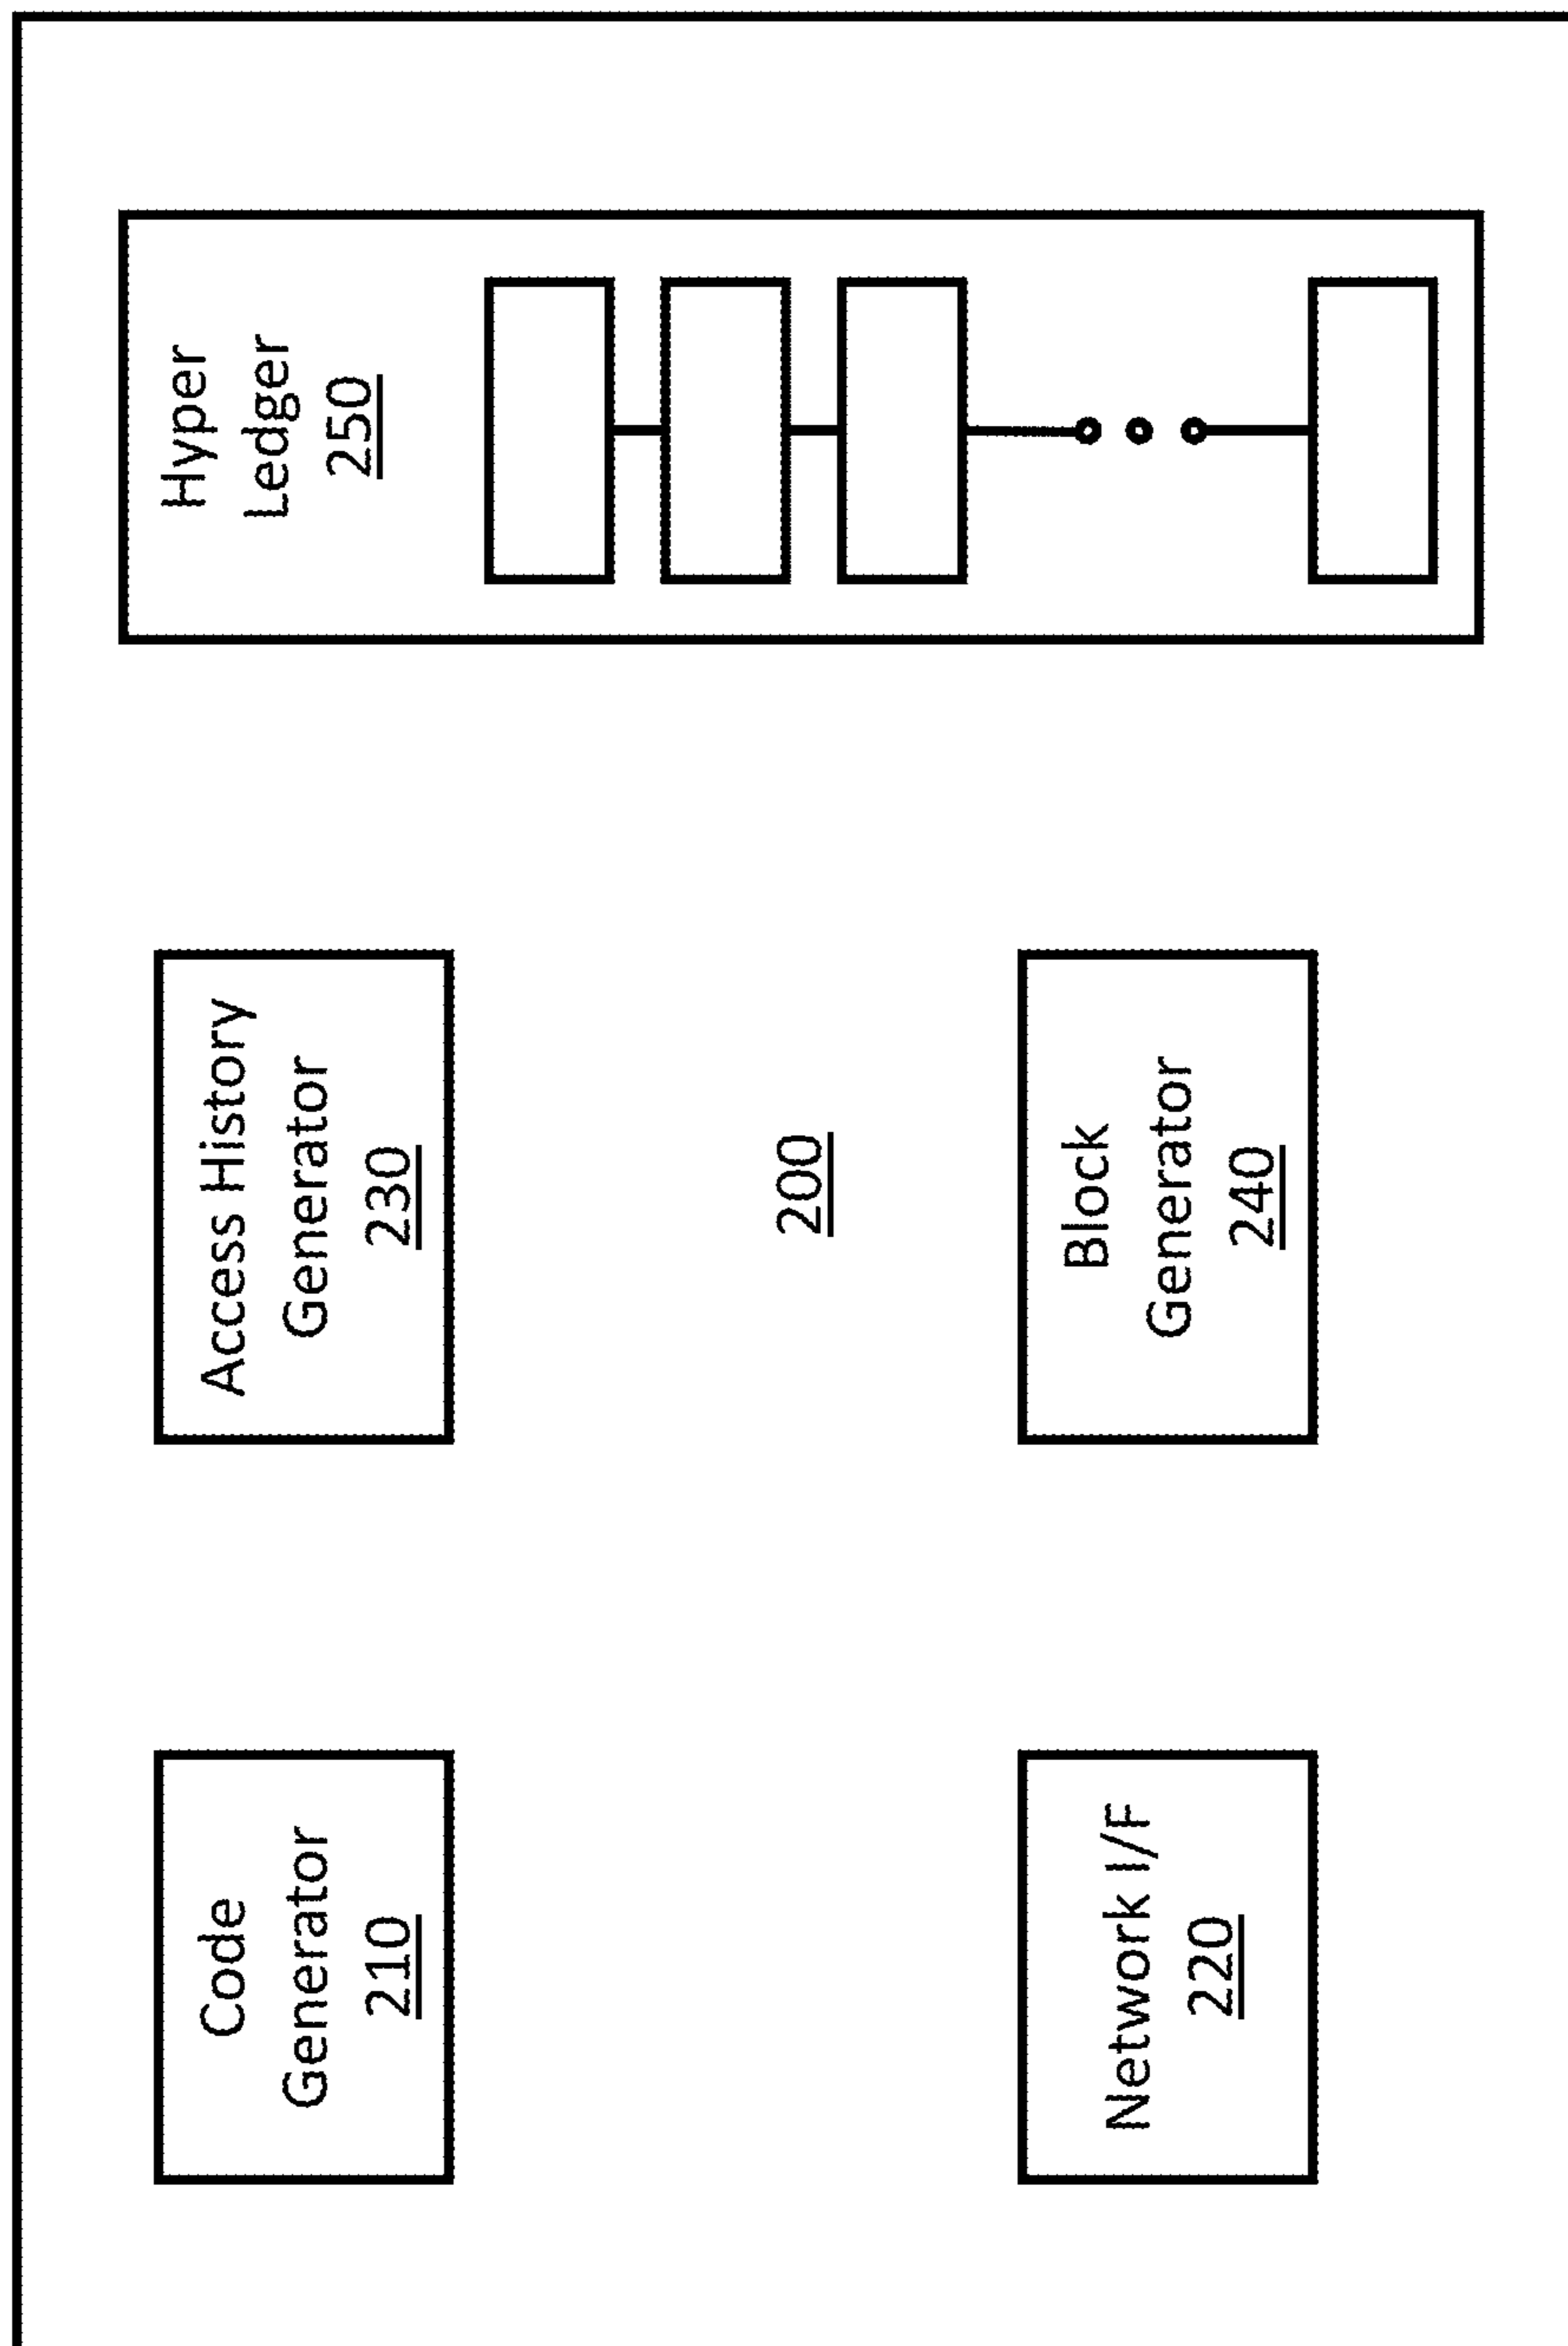 Code
Generator
210
Access History
Generator
230
Hyper
Ledger
250
200
Network I/F
220
Block
Generator
240